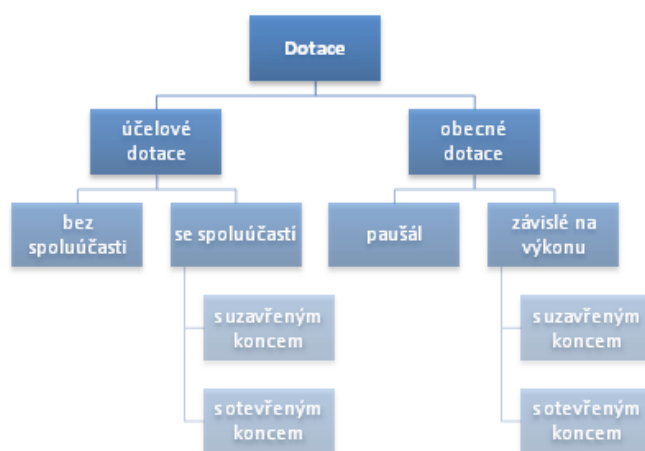 Dotace
účelové
dotace
obecné
dotace
bez
spoluúčasti
se spoluúčastí
paušál
závislé na
výkonu
s uzavřeným
koncem
s uzavřeným
koncem
s otevřeným
koncem
s otevřeným
koncem